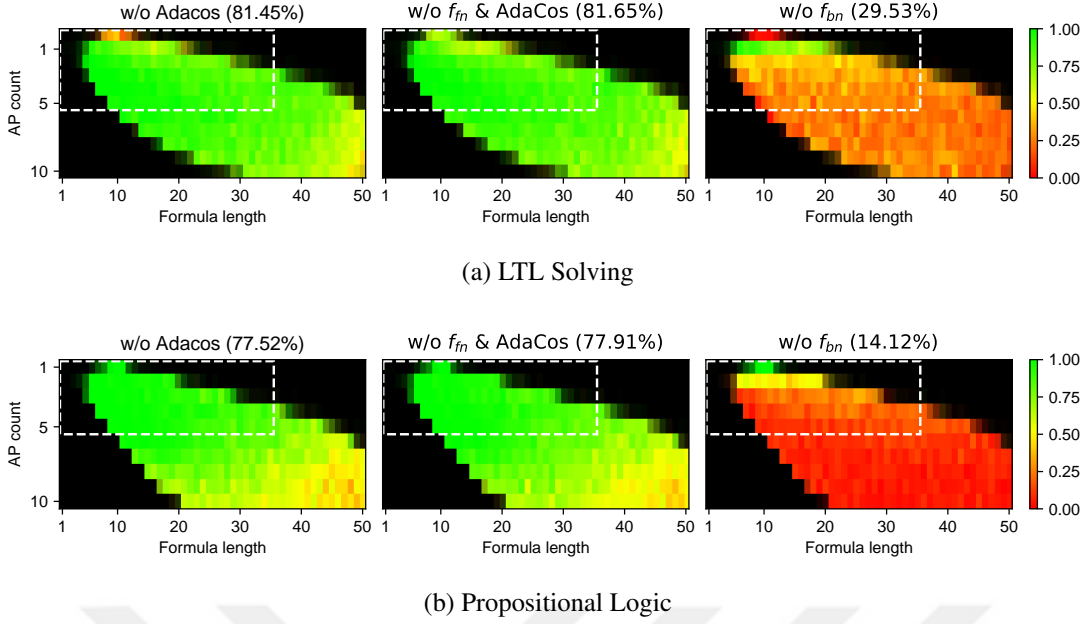 w/o Adacos (81.45%) w/o f_fn & AdaCos (81.65%) w/o f_bn (29.53%)
AP count
1
5
10
1 10 20 30 40 50 1 10 20 30 40 50 1 10 20 30 40 50
Formula length Formula length Formula length
1.00
0.75
0.50
0.25
0.00
(a) LTL Solving
w/o Adacos (77.52%) w/o f_fn & AdaCos (77.91%) w/o f_bn (14.12%)
AP count
1
5
10
1 10 20 30 40 50 1 10 20 30 40 50 1 10 20 30 40 50
Formula length Formula length Formula length
1.00
0.75
0.50
0.25
0.00
(b) Propositional Logic